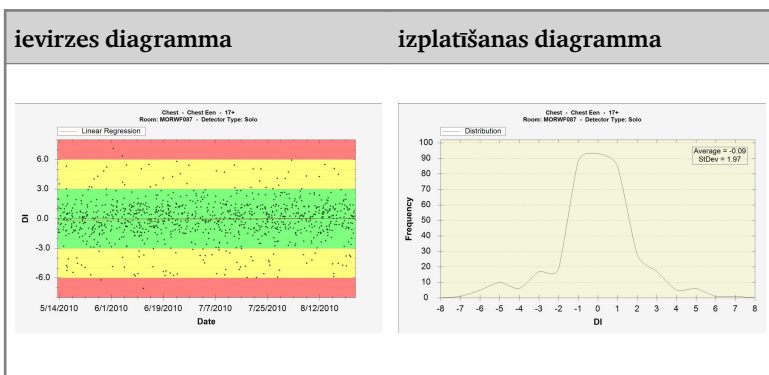 ievirzes diagramma
izplatīšanas diagramma
Chest - Chest Een - 17+
Room: MORWF087 - Detector Type: Solo
Linear Regression
6.0
3.0
0.0
-3.0
-6.0
DI
5/14/2010 6/1/2010 6/19/2010 7/7/2010 7/25/2010 8/12/2010
Date
Chest - Chest Een - 17+
Room: MORWF087 - Detector Type: Solo
Distribution
Average = -0.09
StDev = 1.97
100
90
80
70
60
50
40
30
20
10
0
Frequency
-8 -7 -6 -5 -4 -3 -2 -1 0 1 2 3 4 5 6 7 8
DI